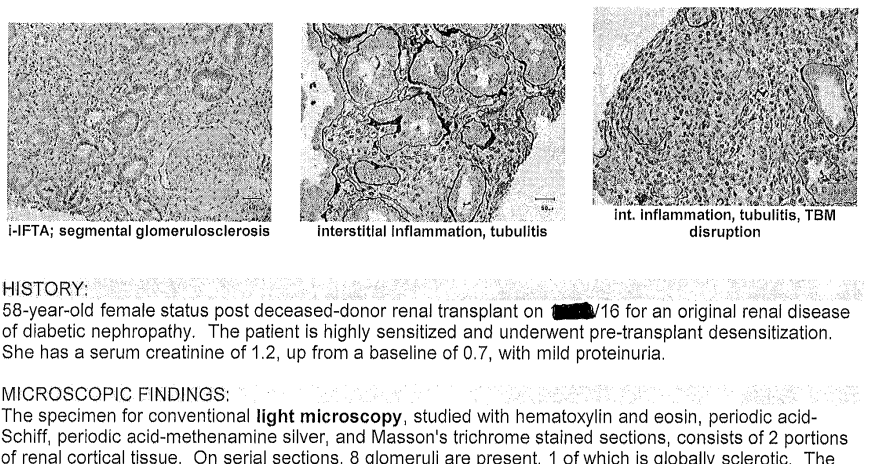 i-IFTA; segmental glomerulosclerosis
interstitial inflammation, tubulitis
int. inflammation, tubulitis, TBM
disruption
HISTORY:
58-year-old female status post deceased-donor renal transplant on /16 for an original renal disease
of diabetic nephropathy. The patient is highly sensitized and underwent pre-transplant desensitization.
She has a serum creatinine of 1.2, up from a baseline of 0.7, with mild proteinuria.
MICROSCOPIC FINDINGS:
The specimen for conventional light microscopy, studied with hematoxylin and eosin, periodic acid-
Schiff, periodic acid-methenamine silver, and Masson's trichrome stained sections, consists of 2 portions
of renal cortical tissue. On serial sections, 8 glomeruli are present, 1 of which is globally sclerotic. The